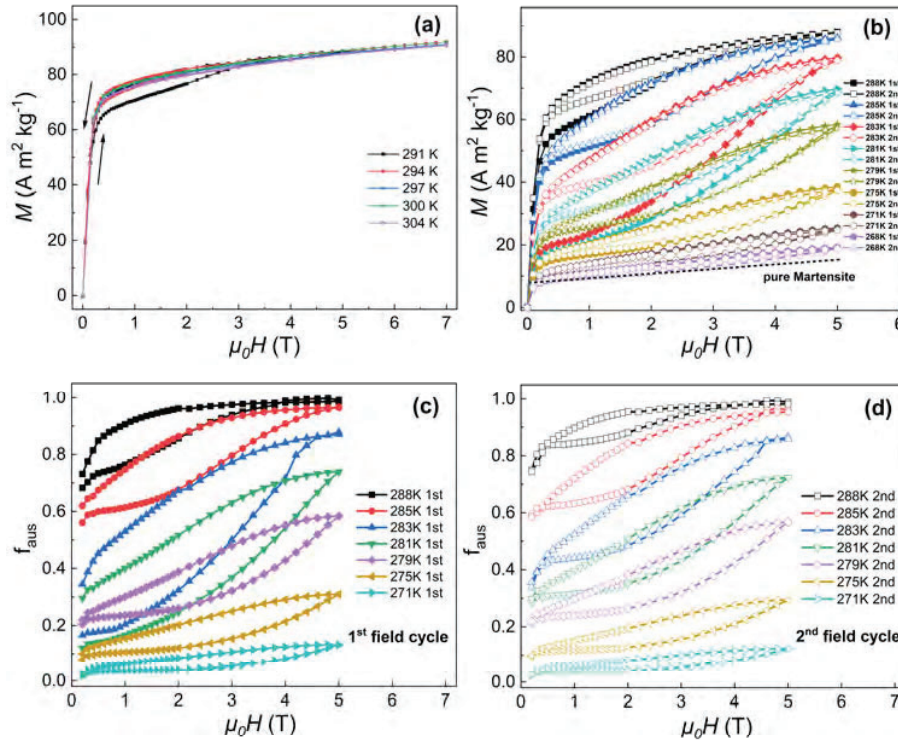 (a)
M (A m² kg⁻¹)
100
80
60
40
20
0
291 K
294 K
297 K
300 K
304 K
0 1 2 3 4 5 6 7
μ₀H (T)
(b)
M (A m² kg⁻¹)
80
60
40
20
0
288K 1st
288K 2nd
285K 1st
285K 2nd
283K 1st
283K 2nd
281K 1st
281K 2nd
279K 1st
279K 2nd
275K 1st
275K 2nd
271K 1st
271K 2nd
268K 1st
268K 2nd
pure Martensite
0 1 2 3 4 5 6 7
μ₀H (T)
(c)
f_aus
1.0
0.8
0.6
0.4
0.2
0.0
288K 1st
285K 1st
283K 1st
281K 1st
279K 1st
275K 1st
271K 1st
1st field cycle
0 1 2 3 4 5 6 7
μ₀H (T)
(d)
f_aus
1.0
0.8
0.6
0.4
0.2
0.0
288K 2nd
285K 2nd
283K 2nd
281K 2nd
279K 2nd
275K 2nd
271K 2nd
2nd field cycle
0 1 2 3 4 5 6 7
μ₀H (T)